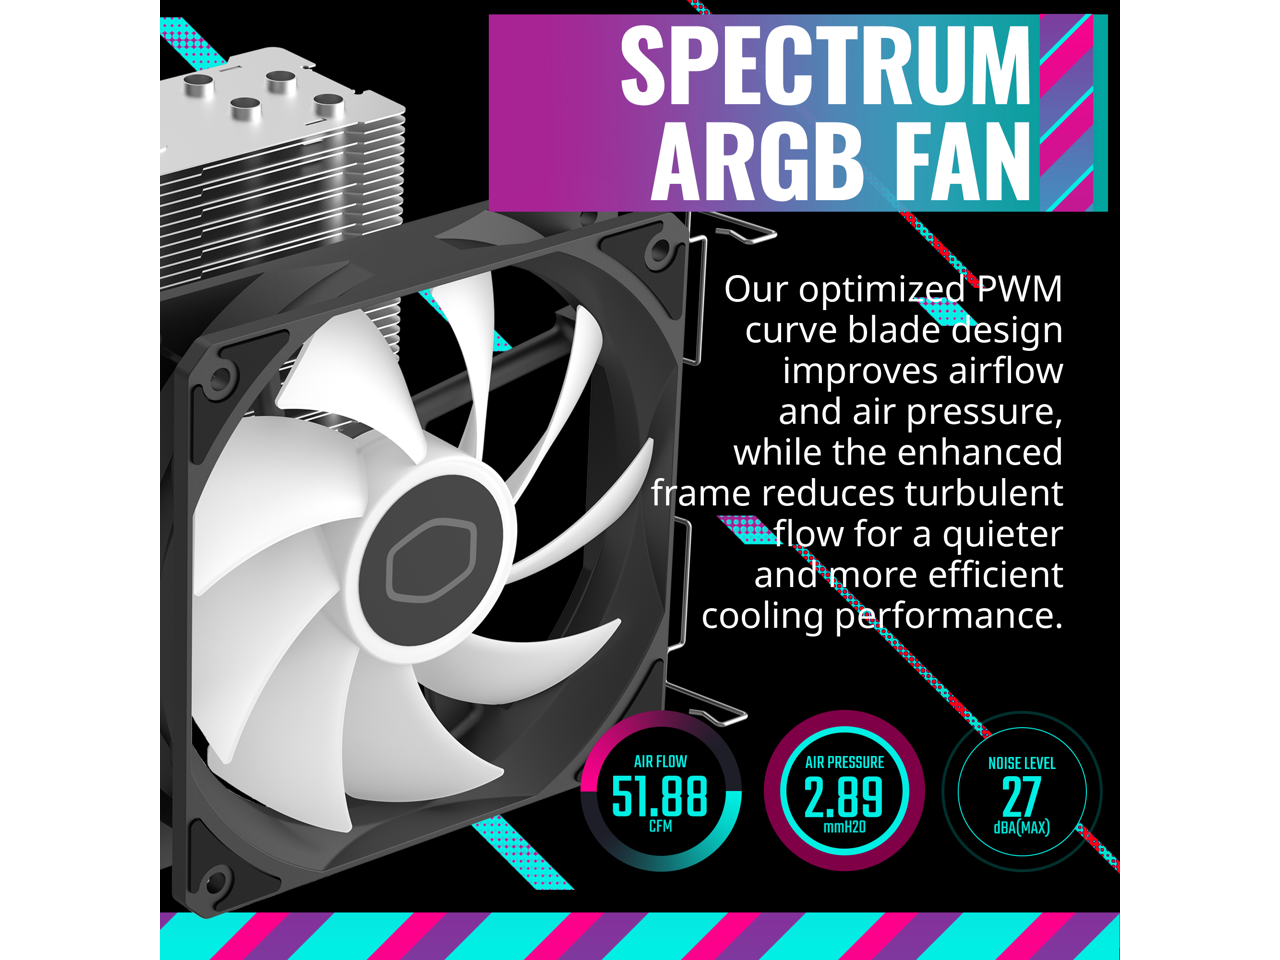 SPECTRUM
ARGB FAN
Our optimized PWM
curve blade design
improves airflow
and air pressure,
while the enhanced
frame reduces turbulent
flow for a quieter
and more efficient
cooling performance.
AIR FLOW
51.88
CFM
AIR PRESSURE
2.89
mmH2O
NOISE LEVEL
27
dBA(MAX)